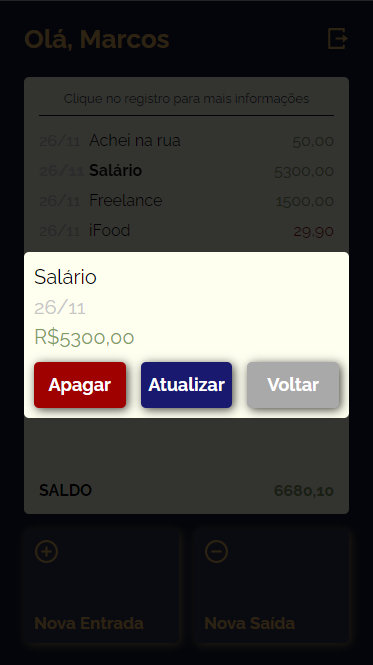 Olá, Marcos
Clique no registro para mais informações
26/11 Achei na rua 50,00
26/11 Salário 5300,00
26/11 Freelance 1500,00
26/11 iFood 29,90
Salário
26/11
R$5300,00
Apagar Atualizar Voltar
SALDO 6680,10
Nova Entrada Nova Saída